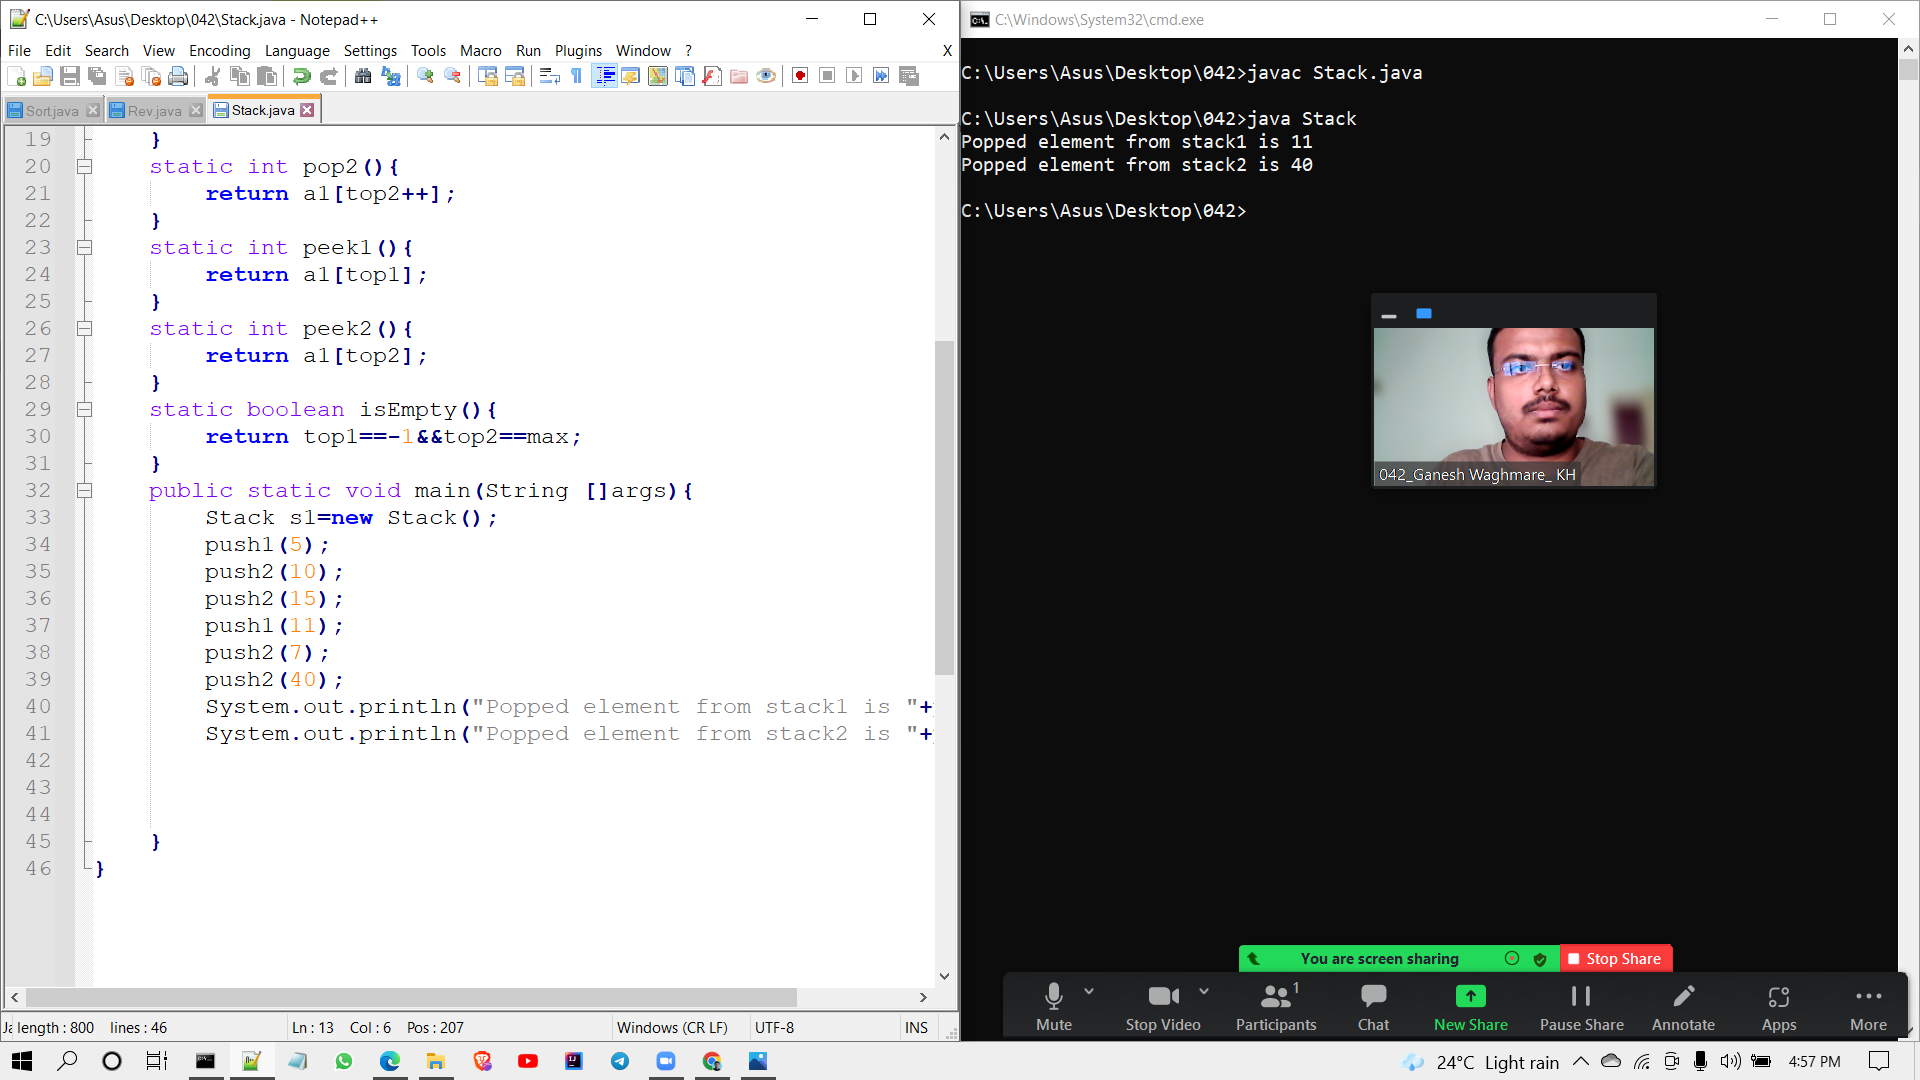 C:\Users\Asus\Desktop\042\Stack.java - Notepad++
File Edit Search View Encoding Language Settings Tools Macro Run Plugins Window ? X
Sort.java Rev.java Stack.java
19 }
20 static int pop2(){
21 return a1[top2++];
22 }
23 static int peek1(){
24 return a1[top1];
25 }
26 static int peek2(){
27 return a1[top2];
28 }
29 static boolean isEmpty(){
30 return top1==-1&&top2==max;
31 }
32 public static void main(String []args){
33 Stack s1=new Stack();
34 push1(5);
35 push2(10);
36 push2(15);
37 push1(11);
38 push2(7);
39 push2(40);
40 System.out.println("Popped element from stack1 is "+
41 System.out.println("Popped element from stack2 is "+
42
43
44
45 }
46 }
length : 800 lines : 46 Ln : 13 Col : 6 Pos : 207 Windows (CR LF) UTF-8 INS
C:\Windows\System32\cmd.exe
C:\Users\Asus\Desktop\042>javac Stack.java
C:\Users\Asus\Desktop\042>java Stack
Popped element from stack1 is 11
Popped element from stack2 is 40
C:\Users\Asus\Desktop\042>
042_Ganesh Waghmare_ KH
You are screen sharing Stop Share
1
Mute Stop Video Participants Chat New Share Pause Share Annotate Apps More
24°C Light rain 4:57 PM